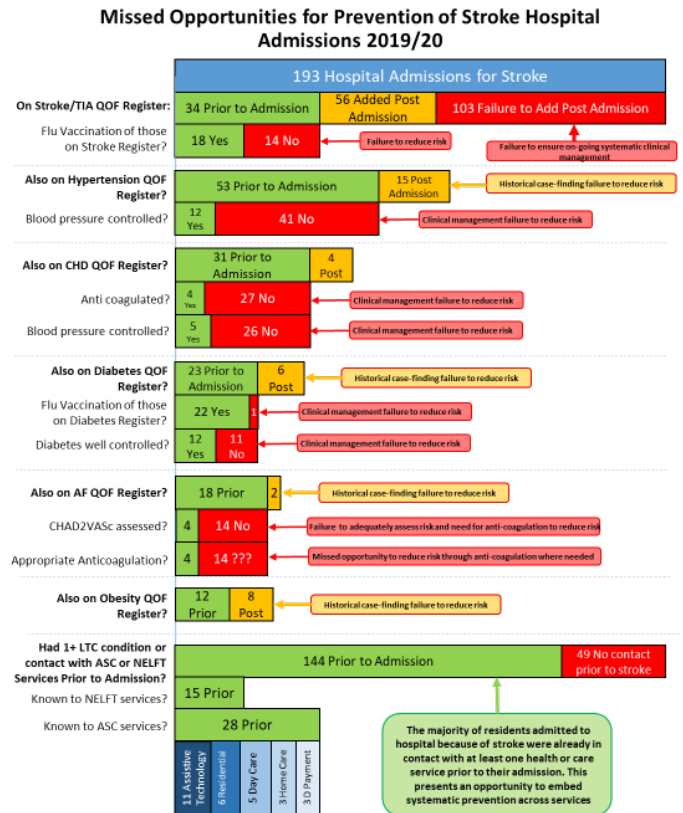 Missed Opportunities for Prevention of Stroke Hospital
Admissions 2019/20
193 Hospital Admissions for Stroke
On Stroke/TIA QOF Register:
34 Prior to Admission
56 Added Post
Admission
103 Failure to Add Post Admission
Flu Vaccination of those
on Stroke Register?
18 Yes
14 No
Failure to reduce risk
Failure to ensure on-going systematic clinical
management
Also on Hypertension QOF
Register?
53 Prior to Admission
15 Post
Admission
Historical case-finding failure to reduce risk
Blood pressure controlled?
12
Yes
41 No
Clinical management failure to reduce risk
Also on CHD QOF Register?
31 Prior to
Admission
4
Post
Anti coagulated?
4
Yes
27 No
Clinical management failure to reduce risk
Blood pressure controlled?
5
Yes
26 No
Clinical management failure to reduce risk
Also on Diabetes QOF
Register?
23 Prior to
Admission
6
Post
Historical case-finding failure to reduce risk
Flu Vaccination of those
on Diabetes Register?
22 Yes
1
Clinical management failure to reduce risk
Diabetes well controlled?
12
Yes
11
No
Clinical management failure to reduce risk
Also on AF QOF Register?
18 Prior
2
Historical case-finding failure to reduce risk
CHAD2VASc assessed?
4
14 No
Failure to adequately assess risk and need for anti-coagulation to reduce risk
Appropriate Anticoagulation?
4
14 ???
Missed opportunity to reduce risk through anti-coagulation where needed
Also on Obesity QOF
Register?
12
Prior
8
Post
Historical case-finding failure to reduce risk
Had 1+ LTC condition or
contact with ASC or NELFT
Services Prior to Admission?
144 Prior to Admission
49 No contact
prior to stroke
Known to NELFT services?
15 Prior
Known to ASC services?
28 Prior
11 Assistive
Technology
6 Residential
5 Day Care
3 Home Care
3 D Payment
The majority of residents admitted to
hospital because of stroke were already in
contact with at least one health or care
service prior to their admission. This
presents an opportunity to embed
systematic prevention across services